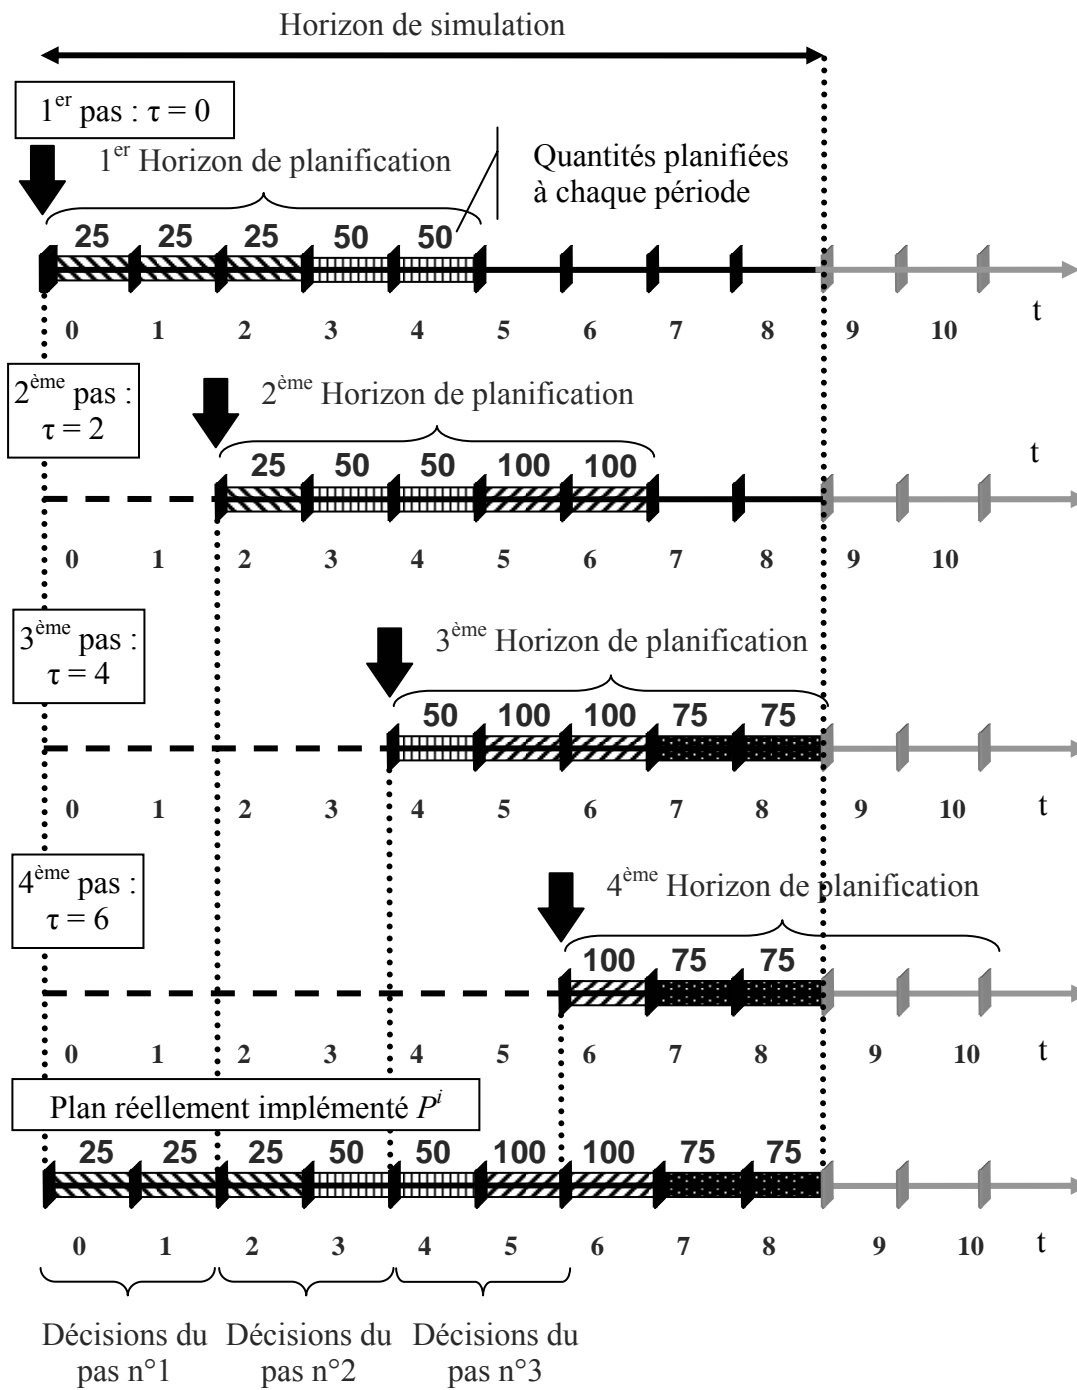 Horizon de simulation
1er pas : τ = 0
1er Horizon de planification
Quantités planifiées
à chaque période
25 25 25 50 50
0 1 2 3 4 5 6 7 8 9 10 t
2ème pas :
τ = 2
2ème Horizon de planification
t
25 50 50 100 100
0 1 2 3 4 5 6 7 8 9 10
3ème pas :
τ = 4
3ème Horizon de planification
50 100 100 75 75
0 1 2 3 4 5 6 7 8 9 10 t
4ème pas :
τ = 6
4ème Horizon de planification
100 75 75
0 1 2 3 4 5 6 7 8 9 10 t
Plan réellement implémenté Pi
25 25 25 50 50 100 100 75 75
0 1 2 3 4 5 6 7 8 9 10 t
Décisions du
pas n°1
Décisions du
pas n°2
Décisions du
pas n°3